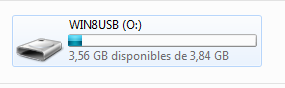 WIN8USB (O:)
3,56 GB disponibles de 3,84 GB